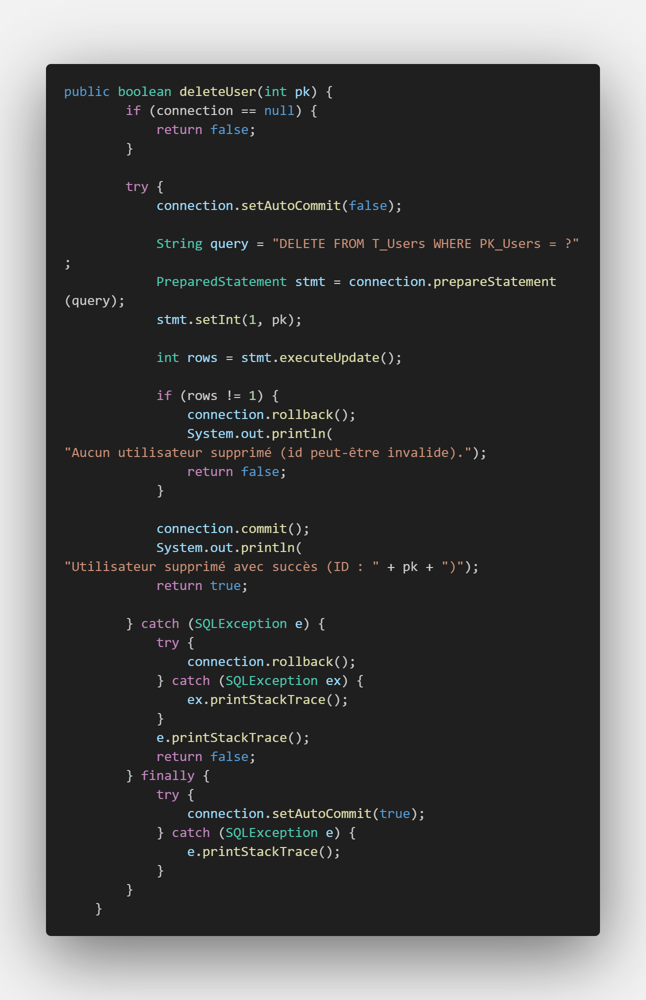 public boolean deleteUser(int pk) {
        if (connection == null) {
            return false;
        }

        try {
            connection.setAutoCommit(false);

            String query = "DELETE FROM T_Users WHERE PK_Users = ?"
;
            PreparedStatement stmt = connection.prepareStatement
(query);
            stmt.setInt(1, pk);

            int rows = stmt.executeUpdate();

            if (rows != 1) {
                connection.rollback();
                System.out.println(
"Aucun utilisateur supprimé (id peut-être invalide).");
                return false;
            }

            connection.commit();
            System.out.println(
"Utilisateur supprimé avec succès (ID : " + pk + ")");
            return true;

        } catch (SQLException e) {
            try {
                connection.rollback();
            } catch (SQLException ex) {
                ex.printStackTrace();
            }
            e.printStackTrace();
            return false;
        } finally {
            try {
                connection.setAutoCommit(true);
            } catch (SQLException e) {
                e.printStackTrace();
            }
        }
    }